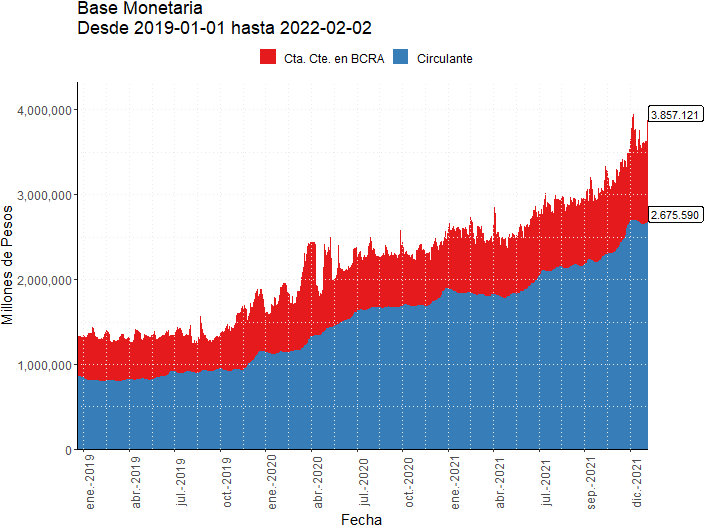 Base Monetaria
Desde 2019-01-01 hasta 2022-02-02
Cta. Cte. en BCRA
Circulante
Millones de Pesos
4,000,000
3,000,000
2,000,000
1,000,000
0
3.857.121
2.675.590
ene.-2019
abr.-2019
jul.-2019
oct.-2019
ene.-2020
abr.-2020
jul.-2020
oct.-2020
ene.-2021
abr.-2021
jun.-2021
sep.-2021
dic.-2021
Fecha